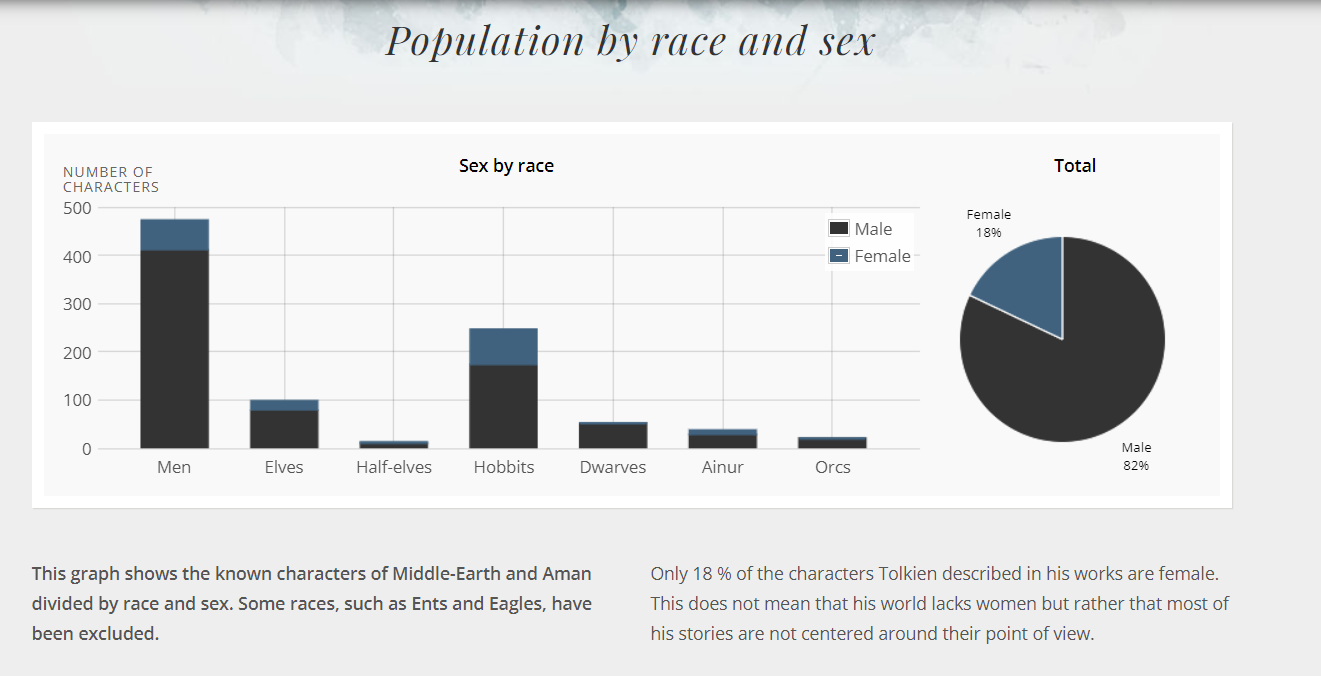 Population by race and sex
NUMBER OF
CHARACTERS
Sex by race
Total
500
400
300
200
100
0
Male
Female
Men
Elves
Half-elves
Hobbits
Dwarves
Ainur
Orcs
Female
18%
Male
82%
This graph shows the known characters of Middle-Earth and Aman
divided by race and sex. Some races, such as Ents and Eagles, have
been excluded.
Only 18 % of the characters Tolkien described in his works are female.
This does not mean that his world lacks women but rather that most of
his stories are not centered around their point of view.